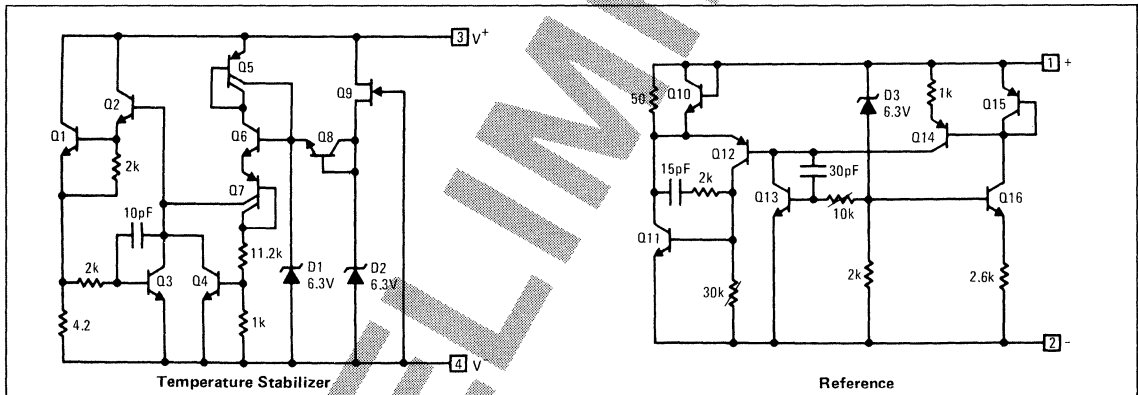 3 V+
Q5
Q2
Q9
Q1
Q6
Q8
2k
Q7
10pF
11.2k
2k
Q3
Q4
D1
6.3V
D2
6.3V
4.2
1k
4 V
Temperature Stabilizer
1 +
Q10
D3
6.3V
1k
Q15
50
Q14
Q12
30pF
15pF
2k
Q13
Q16
10k
Q11
2k
2.6k
30k
2 -
Reference